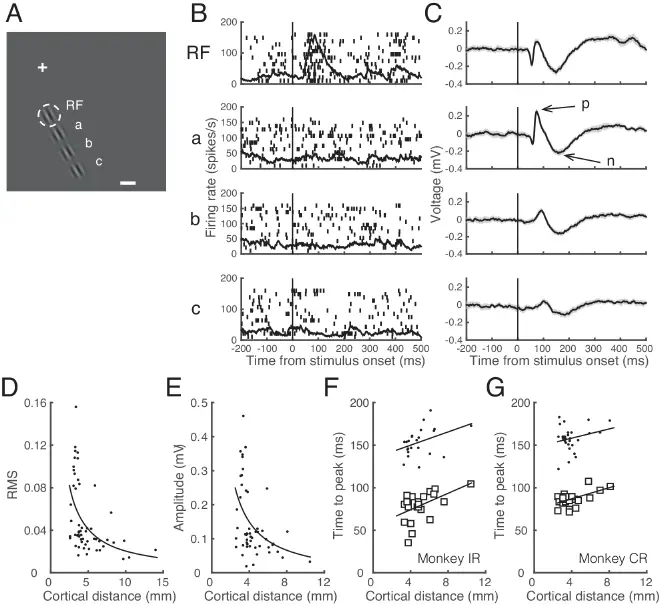 A
RF
a
b
c
B
RF
200
100
0
a
200
150
100
50
0
b
200
150
100
50
0
c
200
100
0
Firing rate (spikes/s)
-200 -100 0 100 200 300 400 500
Time from stimulus onset (ms)
C
0.2
0
-0.2
-0.4
0.2
0
-0.2
-0.4
p
n
0.2
0
-0.2
-0.4
0.2
0
-0.2
-0.4
Voltage (mV)
-200 -100 0 100 200 300 400 500
Time from stimulus onset (ms)
D
0.16
0.12
0.08
0.04
0
RMS
0 5 10 15
Cortical distance (mm)
E
0.5
0.4
0.3
0.2
0.1
0
Amplitude (mV)
0 4 8 12
Cortical distance (mm)
F
200
150
100
50
0
Time to peak (ms)
Monkey IR
0 4 8 12
Cortical distance (mm)
G
200
150
100
50
0
Time to peak (ms)
Monkey CR
0 4 8 12
Cortical distance (mm)